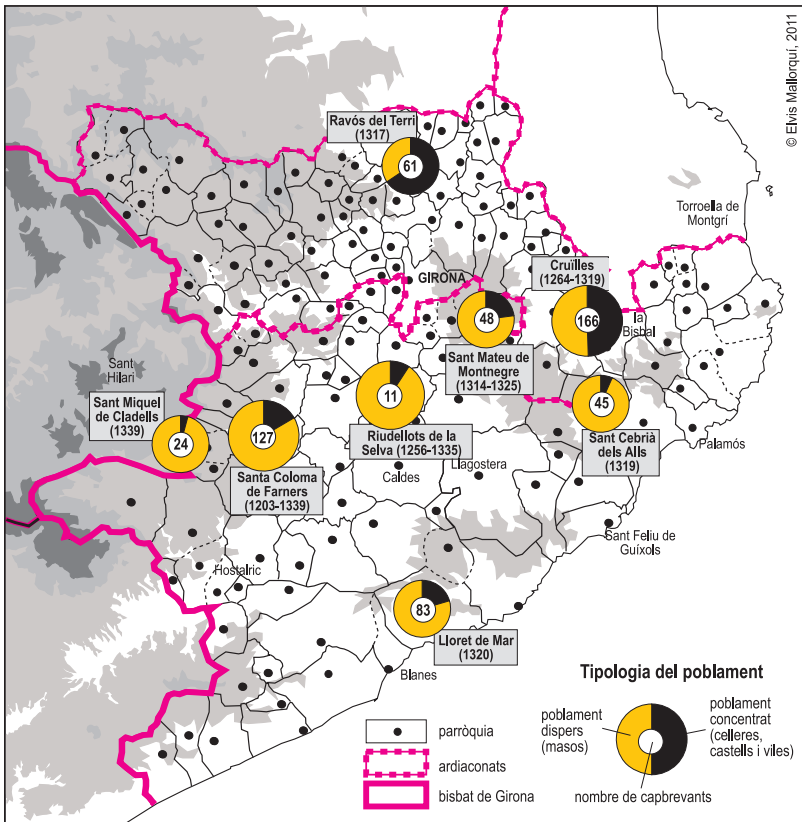 © Elvis Mallorquí, 2011
Ravós del Terri
(1317)
61
Torroella de
Montgrí
GIRONA
Cruïlles
(1264-1319)
166
la
Bisbal
48
Sant Mateu de
Montnegre
(1314-1325)
Sant
Hilari
Sant Miquel
de Cladells
(1339)
24
127
Santa Coloma
de Farners
(1203-1339)
11
Riudellots de la
Selva (1256-1335)
45
Sant Cebrià
dels Alls
(1319)
Palamós
Caldes
Llagostera
Sant Feliu de
Guíxols
Hostalric
83
Lloret de Mar
(1320)
Blanes
Tipologia del poblament
poblament
dispers
(masos)
poblament
concentrat
(celleres,
castells i viles)
nombre de capbrevants
parròquia
ardiaconats
bisbat de Girona